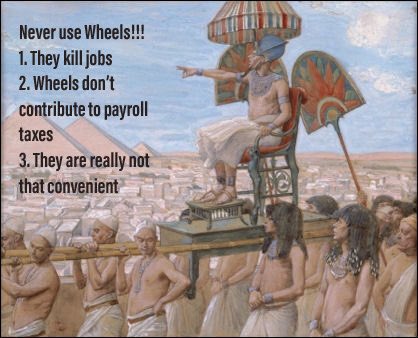 Never use Wheels!!!
1. They kill jobs
2. Wheels don’t
contribute to payroll
taxes
3. They are really not
that convenient